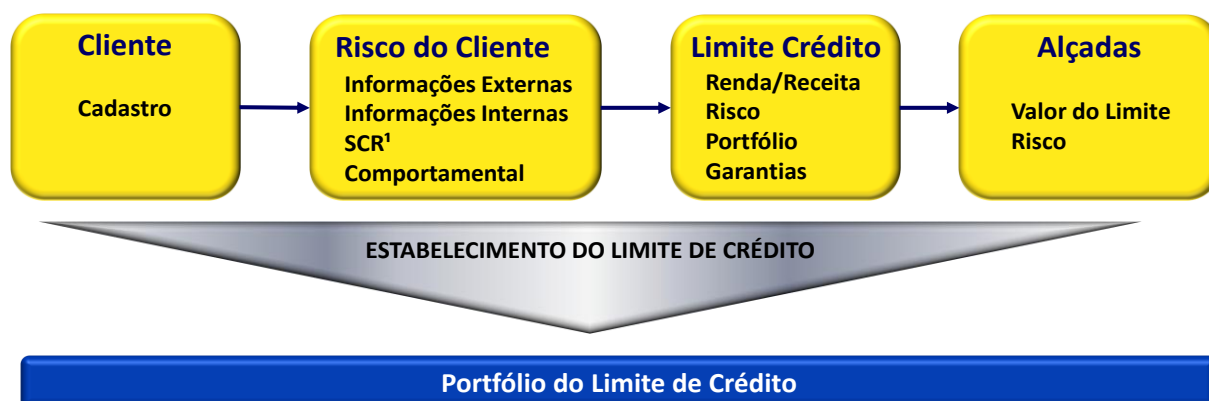 Cliente
Cadastro
Risco do Cliente
Informações Externas
Informações Internas
SCR¹
Comportamental
Limite Crédito
Renda/Receita
Risco
Portfólio
Garantias
Alçadas
Valor do Limite
Risco
ESTABELECIMENTO DO LIMITE DE CRÉDITO
Portfólio do Limite de Crédito